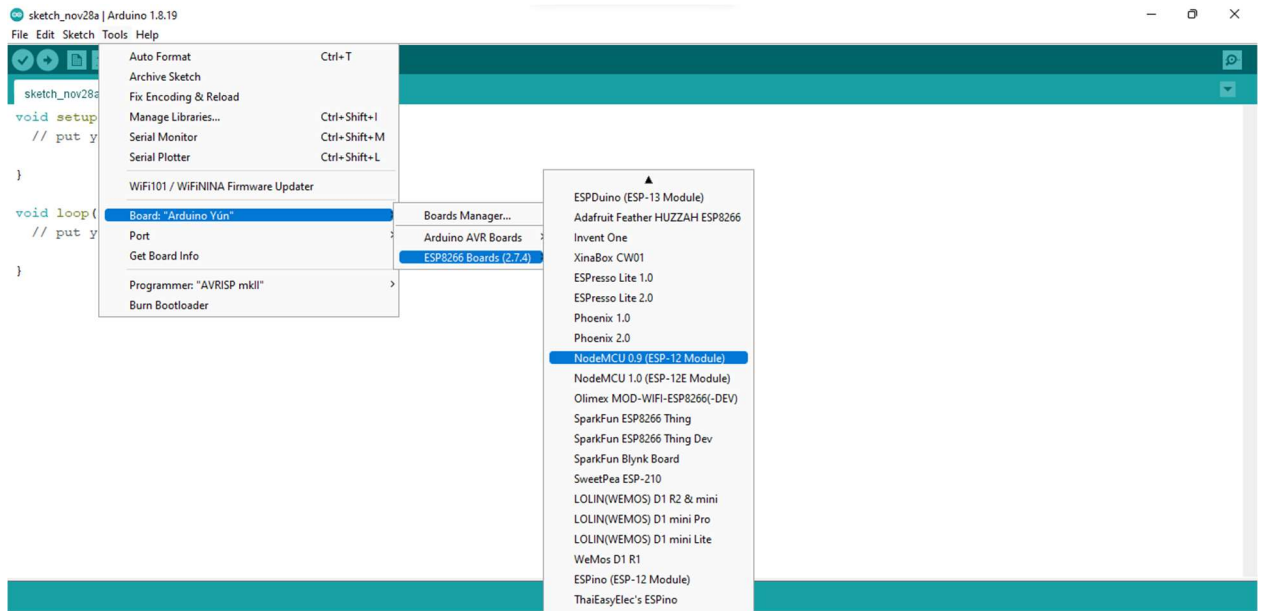 sketch_nov28a | Arduino 1.8.19
File Edit Sketch Tools Help
sketch_nov28a
void setup
// put y
}
void loop(
// put y
}
Auto Format Ctrl+T
Archive Sketch
Fix Encoding & Reload
Manage Libraries... Ctrl+Shift+I
Serial Monitor Ctrl+Shift+M
Serial Plotter Ctrl+Shift+L
WiFi101 / WiFiNINA Firmware Updater
Board: "Arduino Yún"
Port
Get Board Info
Programmer: "AVRISP mkII"
Burn Bootloader
Boards Manager...
Arduino AVR Boards
ESP8266 Boards (2.7.4)
ESPDuino (ESP-13 Module)
Adafruit Feather HUZZAH ESP8266
Invent One
XinaBox CW01
ESPresso Lite 1.0
ESPresso Lite 2.0
Phoenix 1.0
Phoenix 2.0
NodeMCU 0.9 (ESP-12 Module)
NodeMCU 1.0 (ESP-12E Module)
Olimex MOD-WIFI-ESP8266(-DEV)
SparkFun ESP8266 Thing
SparkFun ESP8266 Thing Dev
SparkFun Blynk Board
SweetPea ESP-210
LOLIN(WEMOS) D1 R2 & mini
LOLIN(WEMOS) D1 mini Pro
LOLIN(WEMOS) D1 mini Lite
WeMos D1 R1
ESPino (ESP-12 Module)
ThaiEasyElec's ESPino